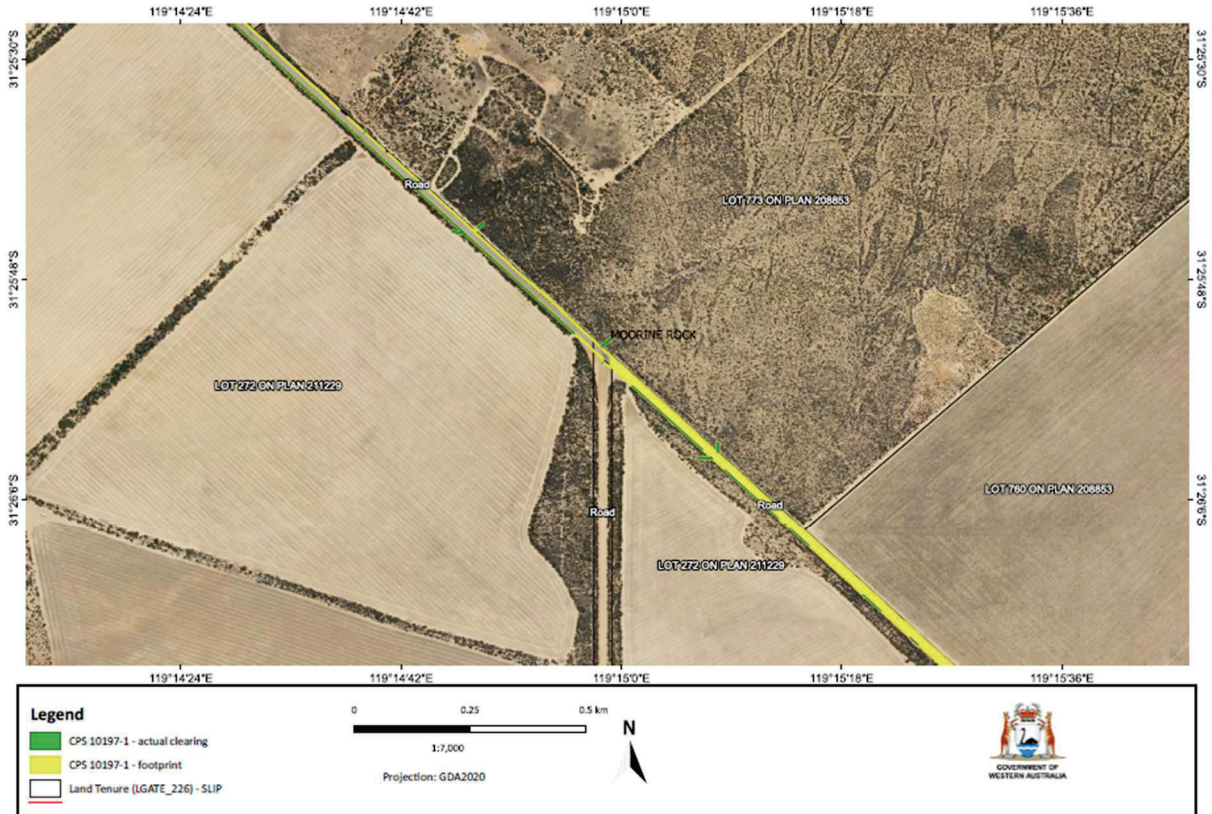 119°14'24"E 119°14'42"E 119°15'0"E 119°15'18"E 119°15'36"E
31°25'30"S 31°25'30"S
Road
LOT 773 ON PLAN 208853
31°25'48"S 31°25'48"S
MOORINE ROCK
LOT 272 ON PLAN 211229
LOT 760 ON PLAN 208853
31°26'6"S 31°26'6"S
Road Road
LOT 272 ON PLAN 211229
119°14'24"E 119°14'42"E 119°15'0"E 119°15'18"E 119°15'36"E
Legend
CPS 10197-1 - actual clearing
CPS 10197-1 - footprint
Land Tenure (LGATE_226) - SLIP
0 0.25 0.5 km
1:7,000
Projection: GDA2020
N
GOVERNMENT OF
WESTERN AUSTRALIA